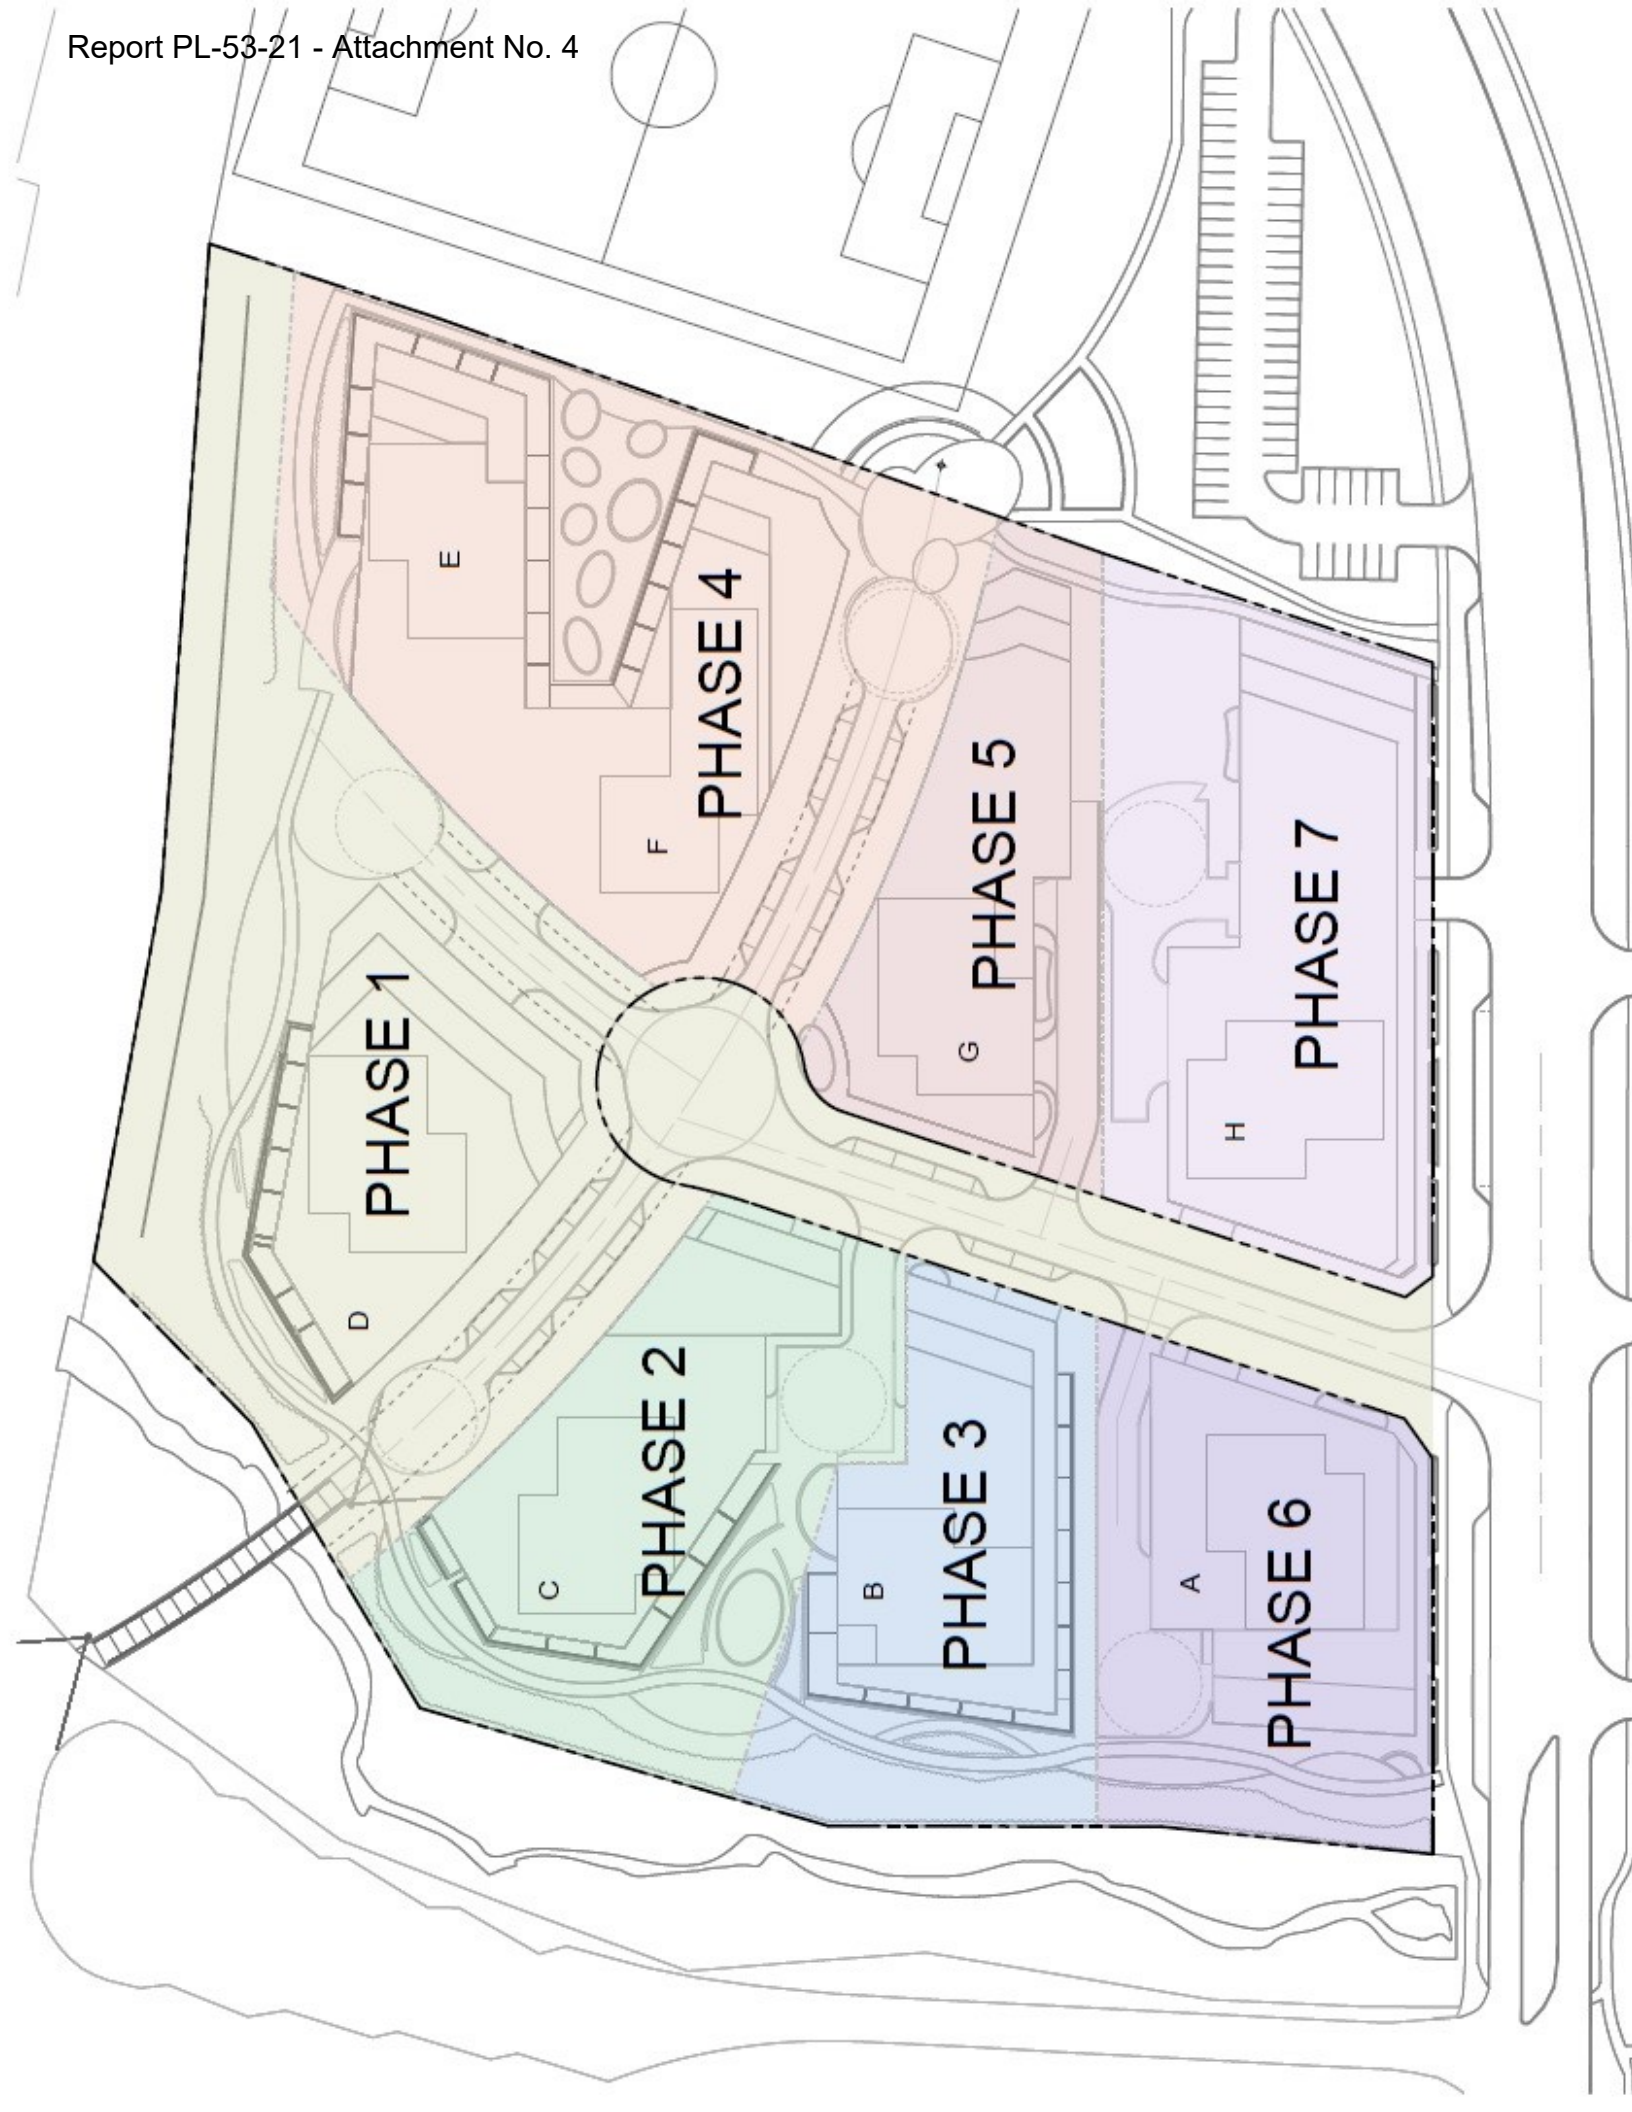 Report PL-53-21 - Attachment No. 4
E
PHASE 4
F
PHASE 5
G
PHASE 7
H
PHASE 1
D
PHASE 2
C
PHASE 3
B
PHASE 6
A